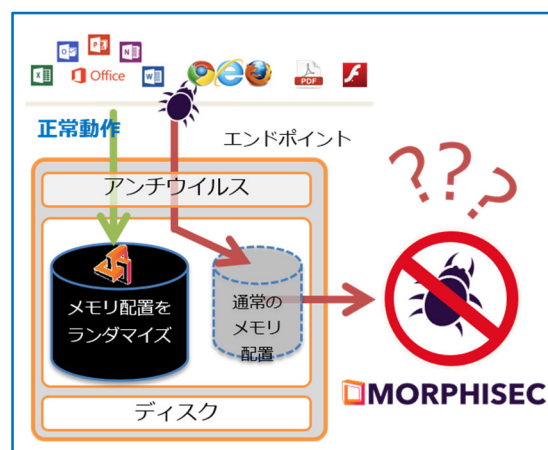 Office
PDF
正常動作
エンドポイント
アンチウイルス
???
メモリ配置を
ランダマイズ
通常の
メモリ
配置
MORPHISEC
ディスク